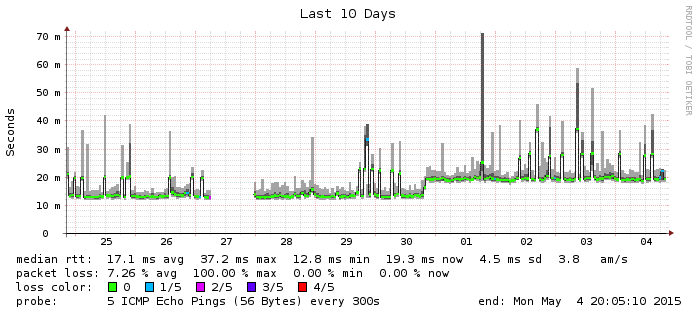 Last 10 Days
RRDTOOL / TOBI OETIKER
Seconds
70 m
60 m
50 m
40 m
30 m
20 m
10 m
0
25 26 27 28 29 30 01 02 03 04
median rtt: 17.1 ms avg 37.2 ms max 12.8 ms min 19.3 ms now 4.5 ms sd 3.8 am/s
packet loss: 7.26 % avg 100.00 % max 0.00 % min 0.00 % now
loss color: 0 1/5 2/5 3/5 4/5
probe: 5 ICMP Echo Pings (56 Bytes) every 300s end: Mon May 4 20:05:10 2015